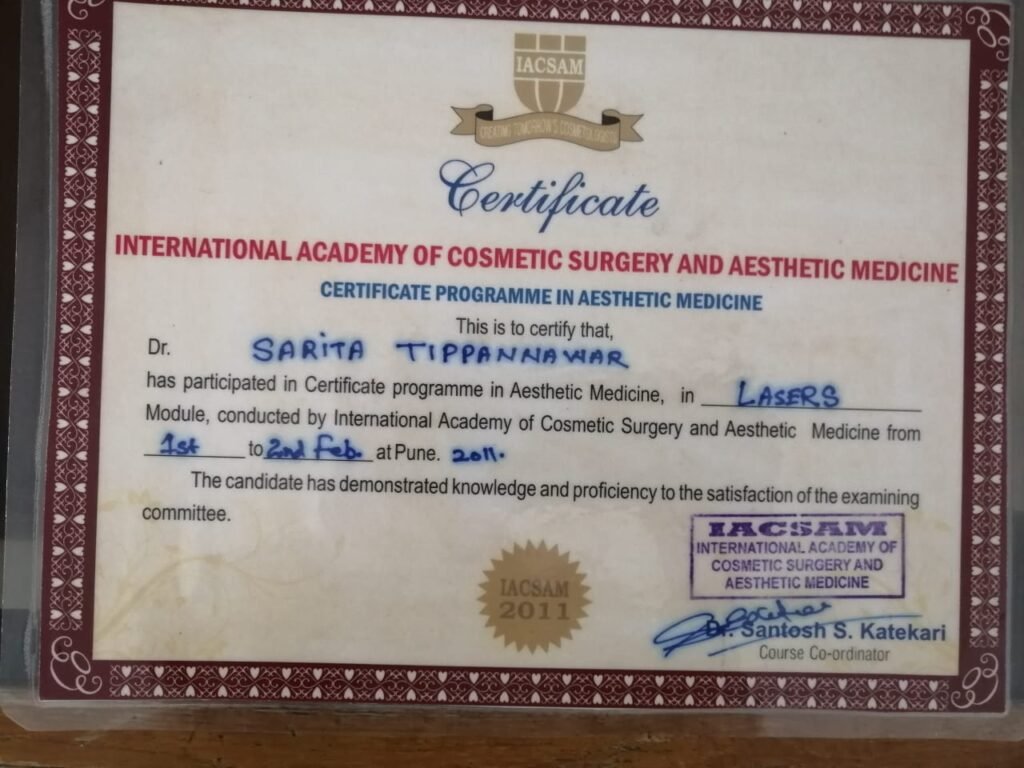 IACSAM
CREATING TOMORROW'S COSMETOLOGISTS
Certificate
INTERNATIONAL ACADEMY OF COSMETIC SURGERY AND AESTHETIC MEDICINE
CERTIFICATE PROGRAMME IN AESTHETIC MEDICINE
This is to certify that,
Dr. SARITA TIPPANNAWAR
has participated in Certificate programme in Aesthetic Medicine, in LASERS
Module, conducted by International Academy of Cosmetic Surgery and Aesthetic Medicine from
1st to 2nd Feb. at Pune. 2011.
The candidate has demonstrated knowledge and proficiency to the satisfaction of the examining
committee.
IACSAM
INTERNATIONAL ACADEMY OF
COSMETIC SURGERY AND
AESTHETIC MEDICINE
IACSAM
2011
Dr. Santosh S. Katekari
Course Co-ordinator